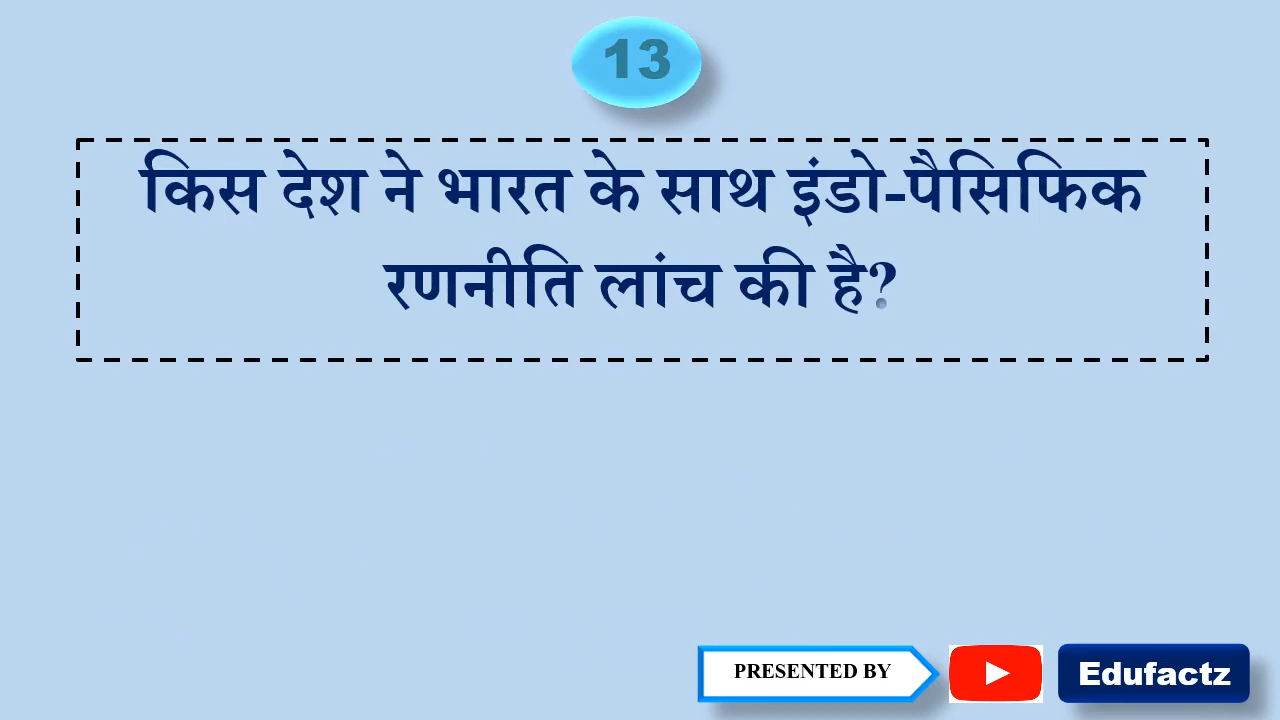 13
किस देश ने भारत के साथ इंडो-पैसिफिक
रणनीति लांच की है?
PRESENTED BY
Edufactz